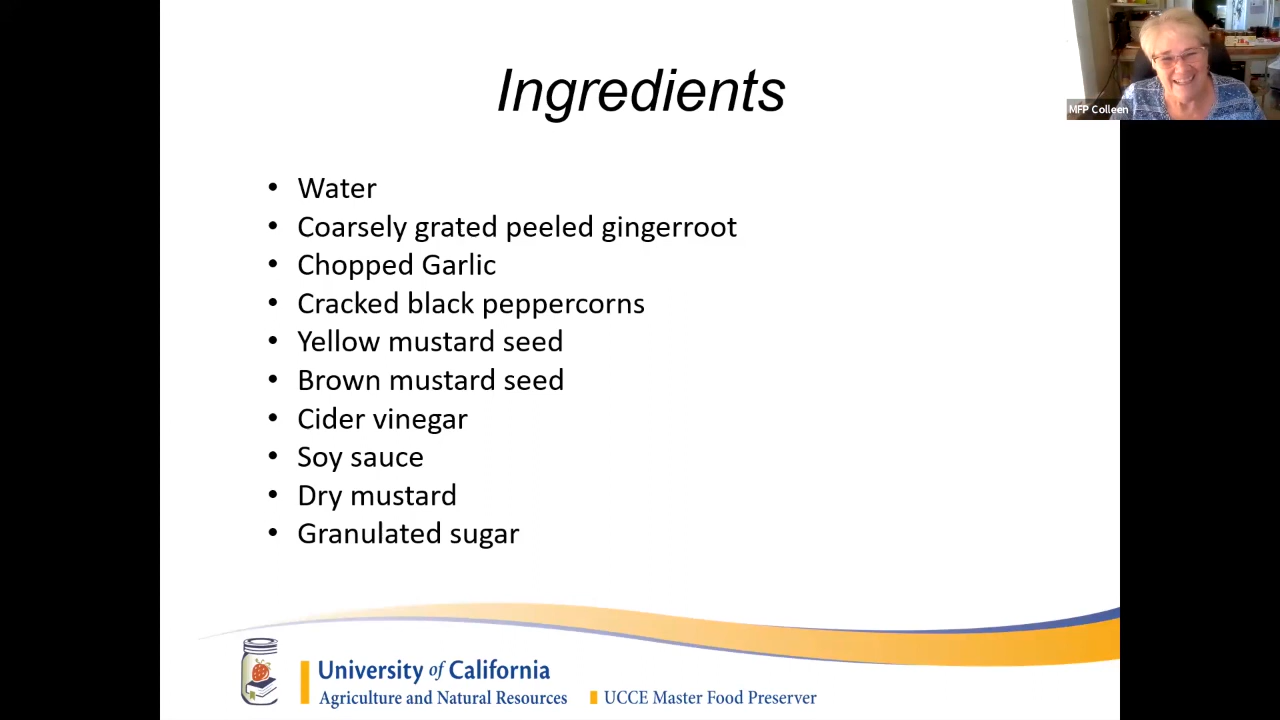 Ingredients
MFP Colleen
• Water
• Coarsely grated peeled gingerroot
• Chopped Garlic
• Cracked black peppercorns
• Yellow mustard seed
• Brown mustard seed
• Cider vinegar
• Soy sauce
• Dry mustard
• Granulated sugar
University of California
Agriculture and Natural Resources
UCCE Master Food Preserver